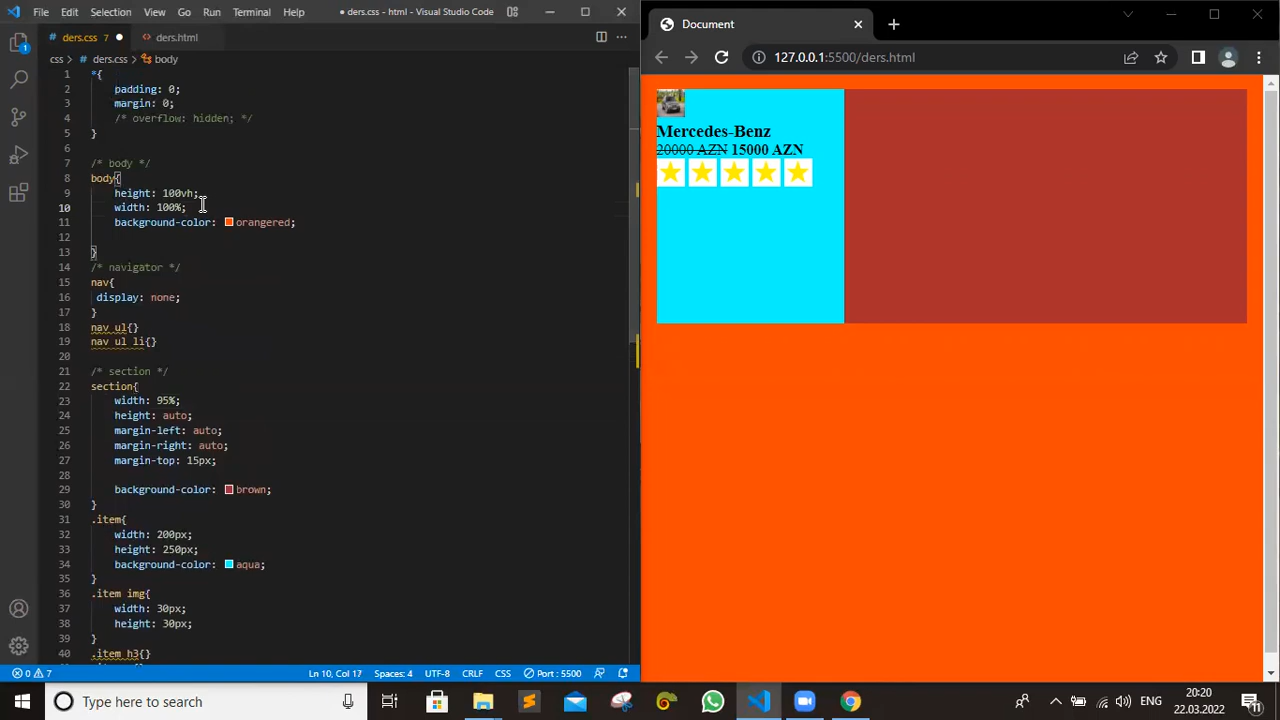 File Edit Selection View Go Run Terminal Help ● ders.css - html - Visual Studio Code
ders.css 7 ● ders.html
css > # ders.css > body
1 *{
2 padding: 0;
3 margin: 0;
4 /* overflow: hidden; */
5 }
6
7 /* body */
8 body{
9 height: 100vh;
10 width: 100%;
11 background-color: orangered;
12
13 }
14 /* navigator */
15 nav{
16 display: none;
17 }
18 nav ul{}
19 nav ul li{}
20
21 /* section */
22 section{
23 width: 95%;
24 height: auto;
25 margin-left: auto;
26 margin-right: auto;
27 margin-top: 15px;
28
29 background-color: brown;
30 }
31 .item{
32 width: 200px;
33 height: 250px;
34 background-color: aqua;
35 }
36 .item img{
37 width: 30px;
38 height: 30px;
39 }
40 .item h3{}
0 7 Ln 10, Col 17 Spaces: 4 UTF-8 CRLF CSS Port : 5500
Document
127.0.0.1:5500/ders.html
Mercedes-Benz
20000 AZN 15000 AZN
Type here to search
1
ENG
20:20
22.03.2022
11